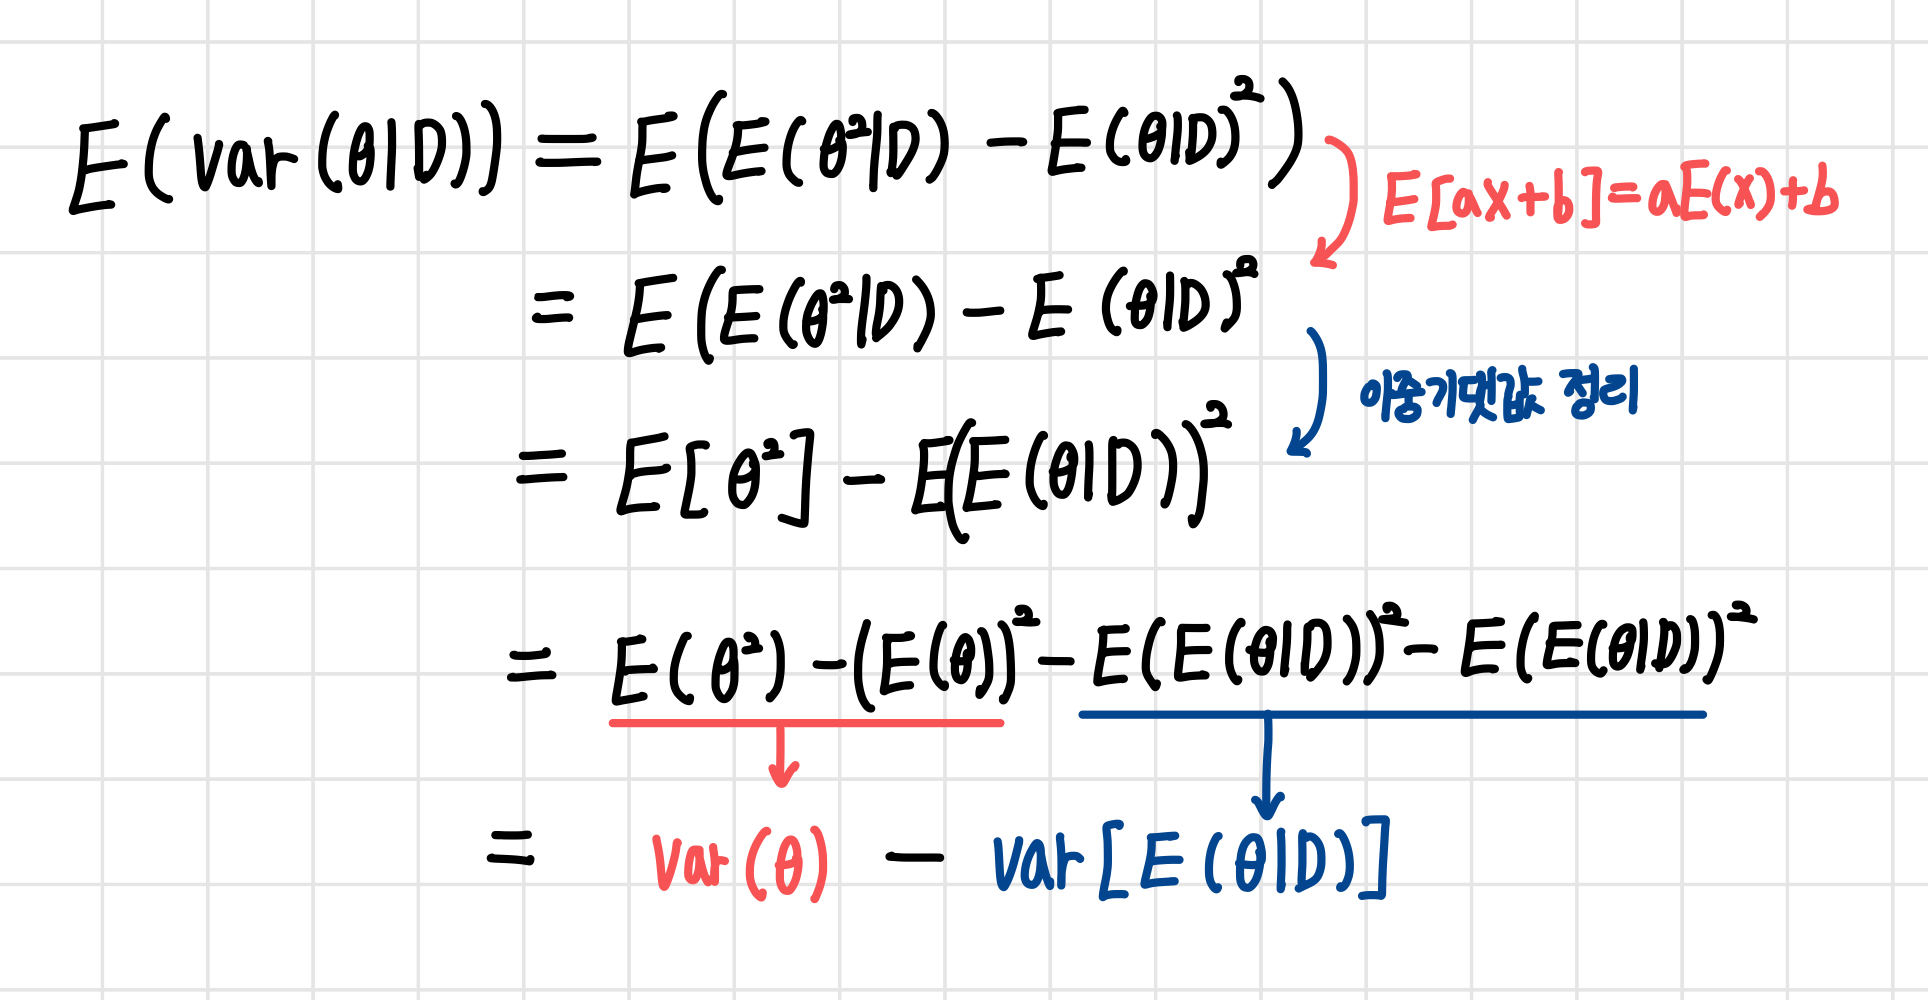 E(var(θ|D)) = E(E(θ²|D) - E(θ|D)²)
E[ax+b]=aE(x)+b
= E(E(θ²|D) - E(θ|D)²
이중기댓값 정리
= E[θ²] - E(E(θ|D))²
= E(θ²) - (E(θ))² - E(E(θ|D))² - E(E(θ|D))²
= Var(θ) - Var[E(θ|D)]